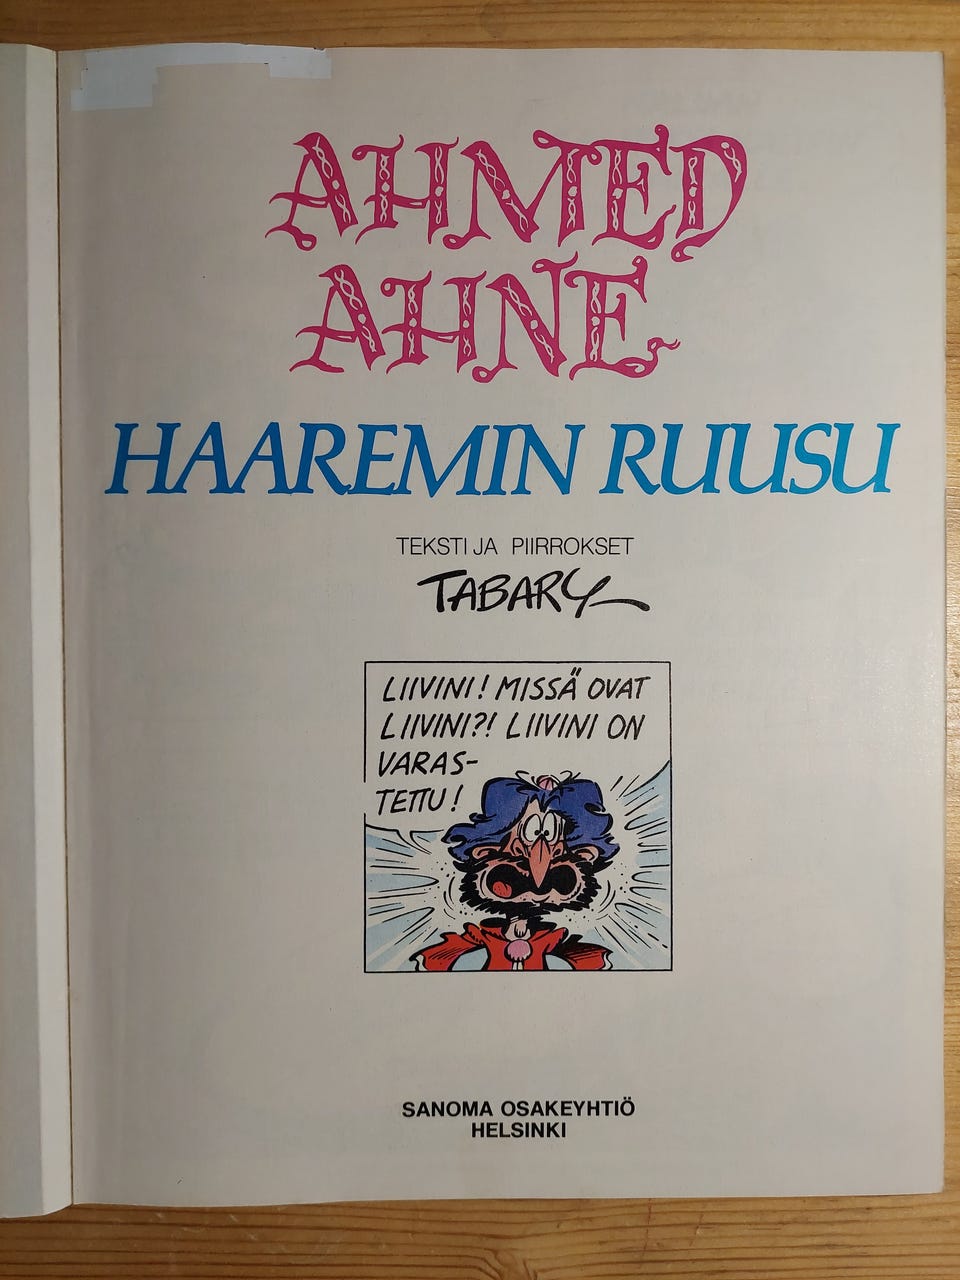 AHMED
AHNE
HAAREMIN RUUSU
TEKSTI JA PIIRROKSET
TABARY
LIIVINI! MISSÄ OVAT
LIIVINI?! LIIVINI ON
VARAS-
TETTU!
SANOMA OSAKEYHTIÖ
HELSINKI